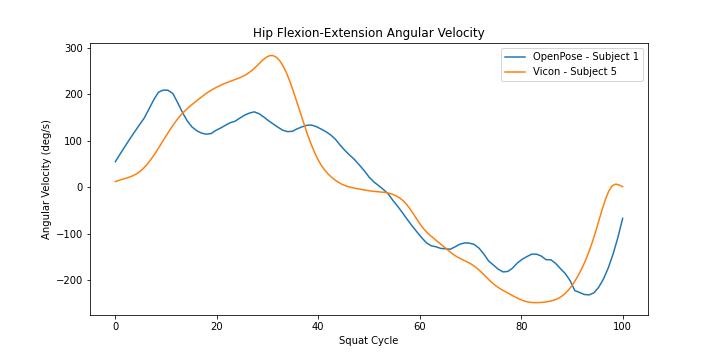 Hip Flexion-Extension Angular Velocity
OpenPose - Subject 1
Vicon - Subject 5
300
200
100
0
−100
−200
Angular Velocity (deg/s)
0 20 40 60 80 100
Squat Cycle